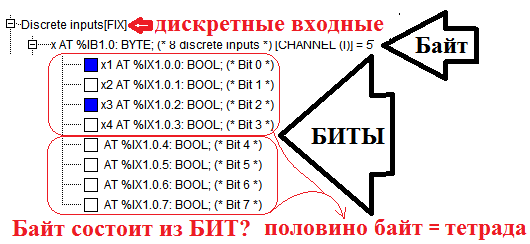 Discrete inputs[FIX] дискретные входные
x AT %IB1.0: BYTE; (* 8 discrete inputs *) [CHANNEL (I)] = 5 Байт
x1 AT %IX1.0.0: BOOL; (* Bit 0 *)
x2 AT %IX1.0.1: BOOL; (* Bit 1 *)
x3 AT %IX1.0.2: BOOL; (* Bit 2 *)
x4 AT %IX1.0.3: BOOL; (* Bit 3 *)
БИТЫ
AT %IX1.0.4: BOOL; (* Bit 4 *)
AT %IX1.0.5: BOOL; (* Bit 5 *)
AT %IX1.0.6: BOOL; (* Bit 6 *)
AT %IX1.0.7: BOOL; (* Bit 7 *)
Байт состоит из БИТ? половино байт = тетрада